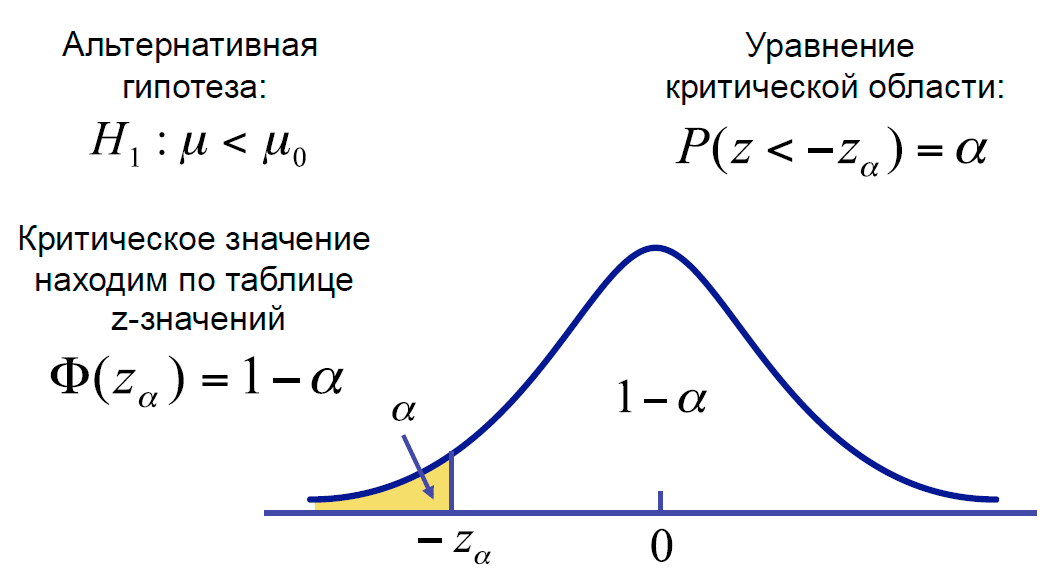 Альтернативная
гипотеза:
H₁ : μ < μ₀
Уравнение
критической области:
P(z < −z_α) = α
Критическое значение
находим по таблице
z-значений
Φ(z_α) = 1 − α
α
1 − α
− z_α
0